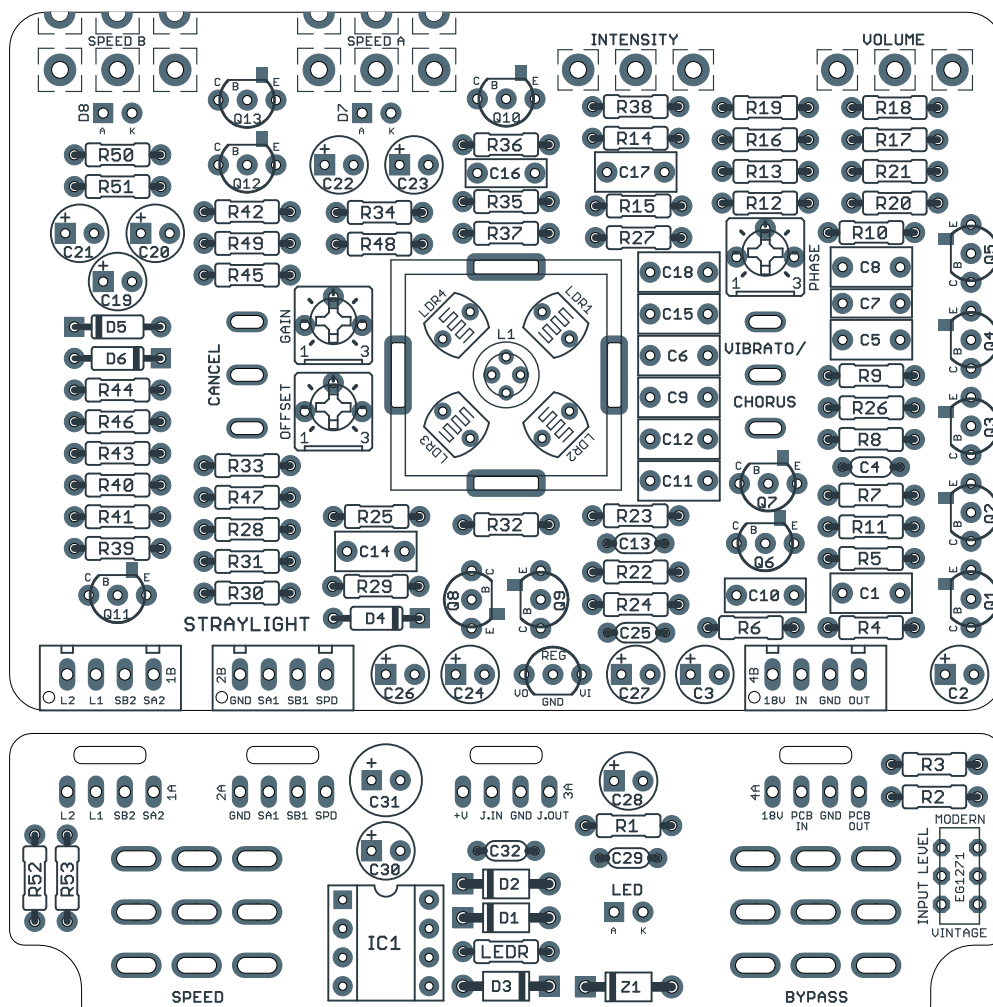 SPEED B SPEED A INTENSITY VOLUME
D8 A K C B E Q13 D7 A K C B E Q10 R38 R19 R18
R14 R16 R17
R50 C B E Q12 C22 C23 R36 R13 R21
R51 C16 C17 R12 R20
R42 R34 R35 R15
C21 C20 R49 R48 R37 R27 PHASE 1 3 R10 E B C Q5
C19 R45 C18 C8
GAIN 1 3 LDR4 LDR1 C15 C7
D5 L1 VIBRATO/ C5 E B C Q4
D6 CANCEL C6
R44 OFFSET 1 3 C9 CHORUS R9
R46 LDR3 LDR2 R26 E B C Q3
R43 R33 C12 R8
R40 R47 C11 C B E Q7 C4
R41 R28 R25 R32 R23 R7 E B C Q2
R39 R31 C14 C13 C B E Q6 R11
C B E Q11 R30 R29 Q8 C B E E B C Q9 R22 R5
STRAYLIGHT D4 R24 C10 C1 E B C Q1
C25 R6 R4
1B 2B REG 4B
L2 L1 SB2 SA2 GND SA1 SB1 SPD C26 C24 VO GND VI C27 C3 18V IN GND OUT C2
1A 2A C31 3A C28 4A R3
L2 L1 SB2 SA2 GND SA1 SB1 SPD +V J.IN GND J.OUT 18V PCB IN GND PCB OUT R2
R1 MODERN
R52 R53 C30 C32 C29 INPUT LEVEL EG1271
D2 LED
D1 A K VINTAGE
IC1 LEDR
SPEED D3 Z1 BYPASS